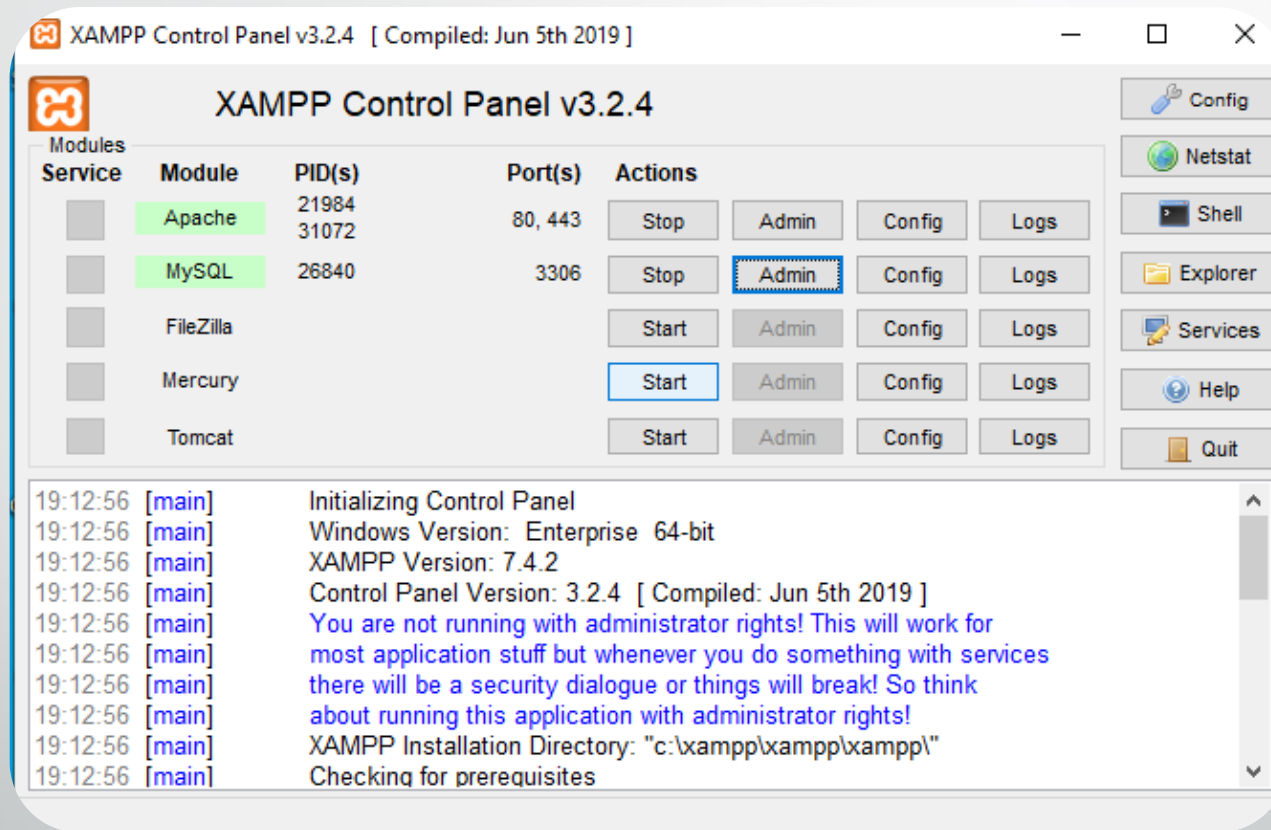 XAMPP Control Panel v3.2.4 [ Compiled: Jun 5th 2019 ]
XAMPP Control Panel v3.2.4
Config
Modules
Service Module PID(s) Port(s) Actions
Netstat
Apache 21984 31072 80, 443 Stop Admin Config Logs
Shell
MySQL 26840 3306 Stop Admin Config Logs
Explorer
FileZilla Start Admin Config Logs
Services
Mercury Start Admin Config Logs
Help
Tomcat Start Admin Config Logs
Quit
19:12:56 [main] Initializing Control Panel
19:12:56 [main] Windows Version: Enterprise 64-bit
19:12:56 [main] XAMPP Version: 7.4.2
19:12:56 [main] Control Panel Version: 3.2.4 [ Compiled: Jun 5th 2019 ]
19:12:56 [main] You are not running with administrator rights! This will work for
19:12:56 [main] most application stuff but whenever you do something with services
19:12:56 [main] there will be a security dialogue or things will break! So think
19:12:56 [main] about running this application with administrator rights!
19:12:56 [main] XAMPP Installation Directory: "c:\xampp\xampp\xampp\"
19:12:56 [main] Checking for prerequisites